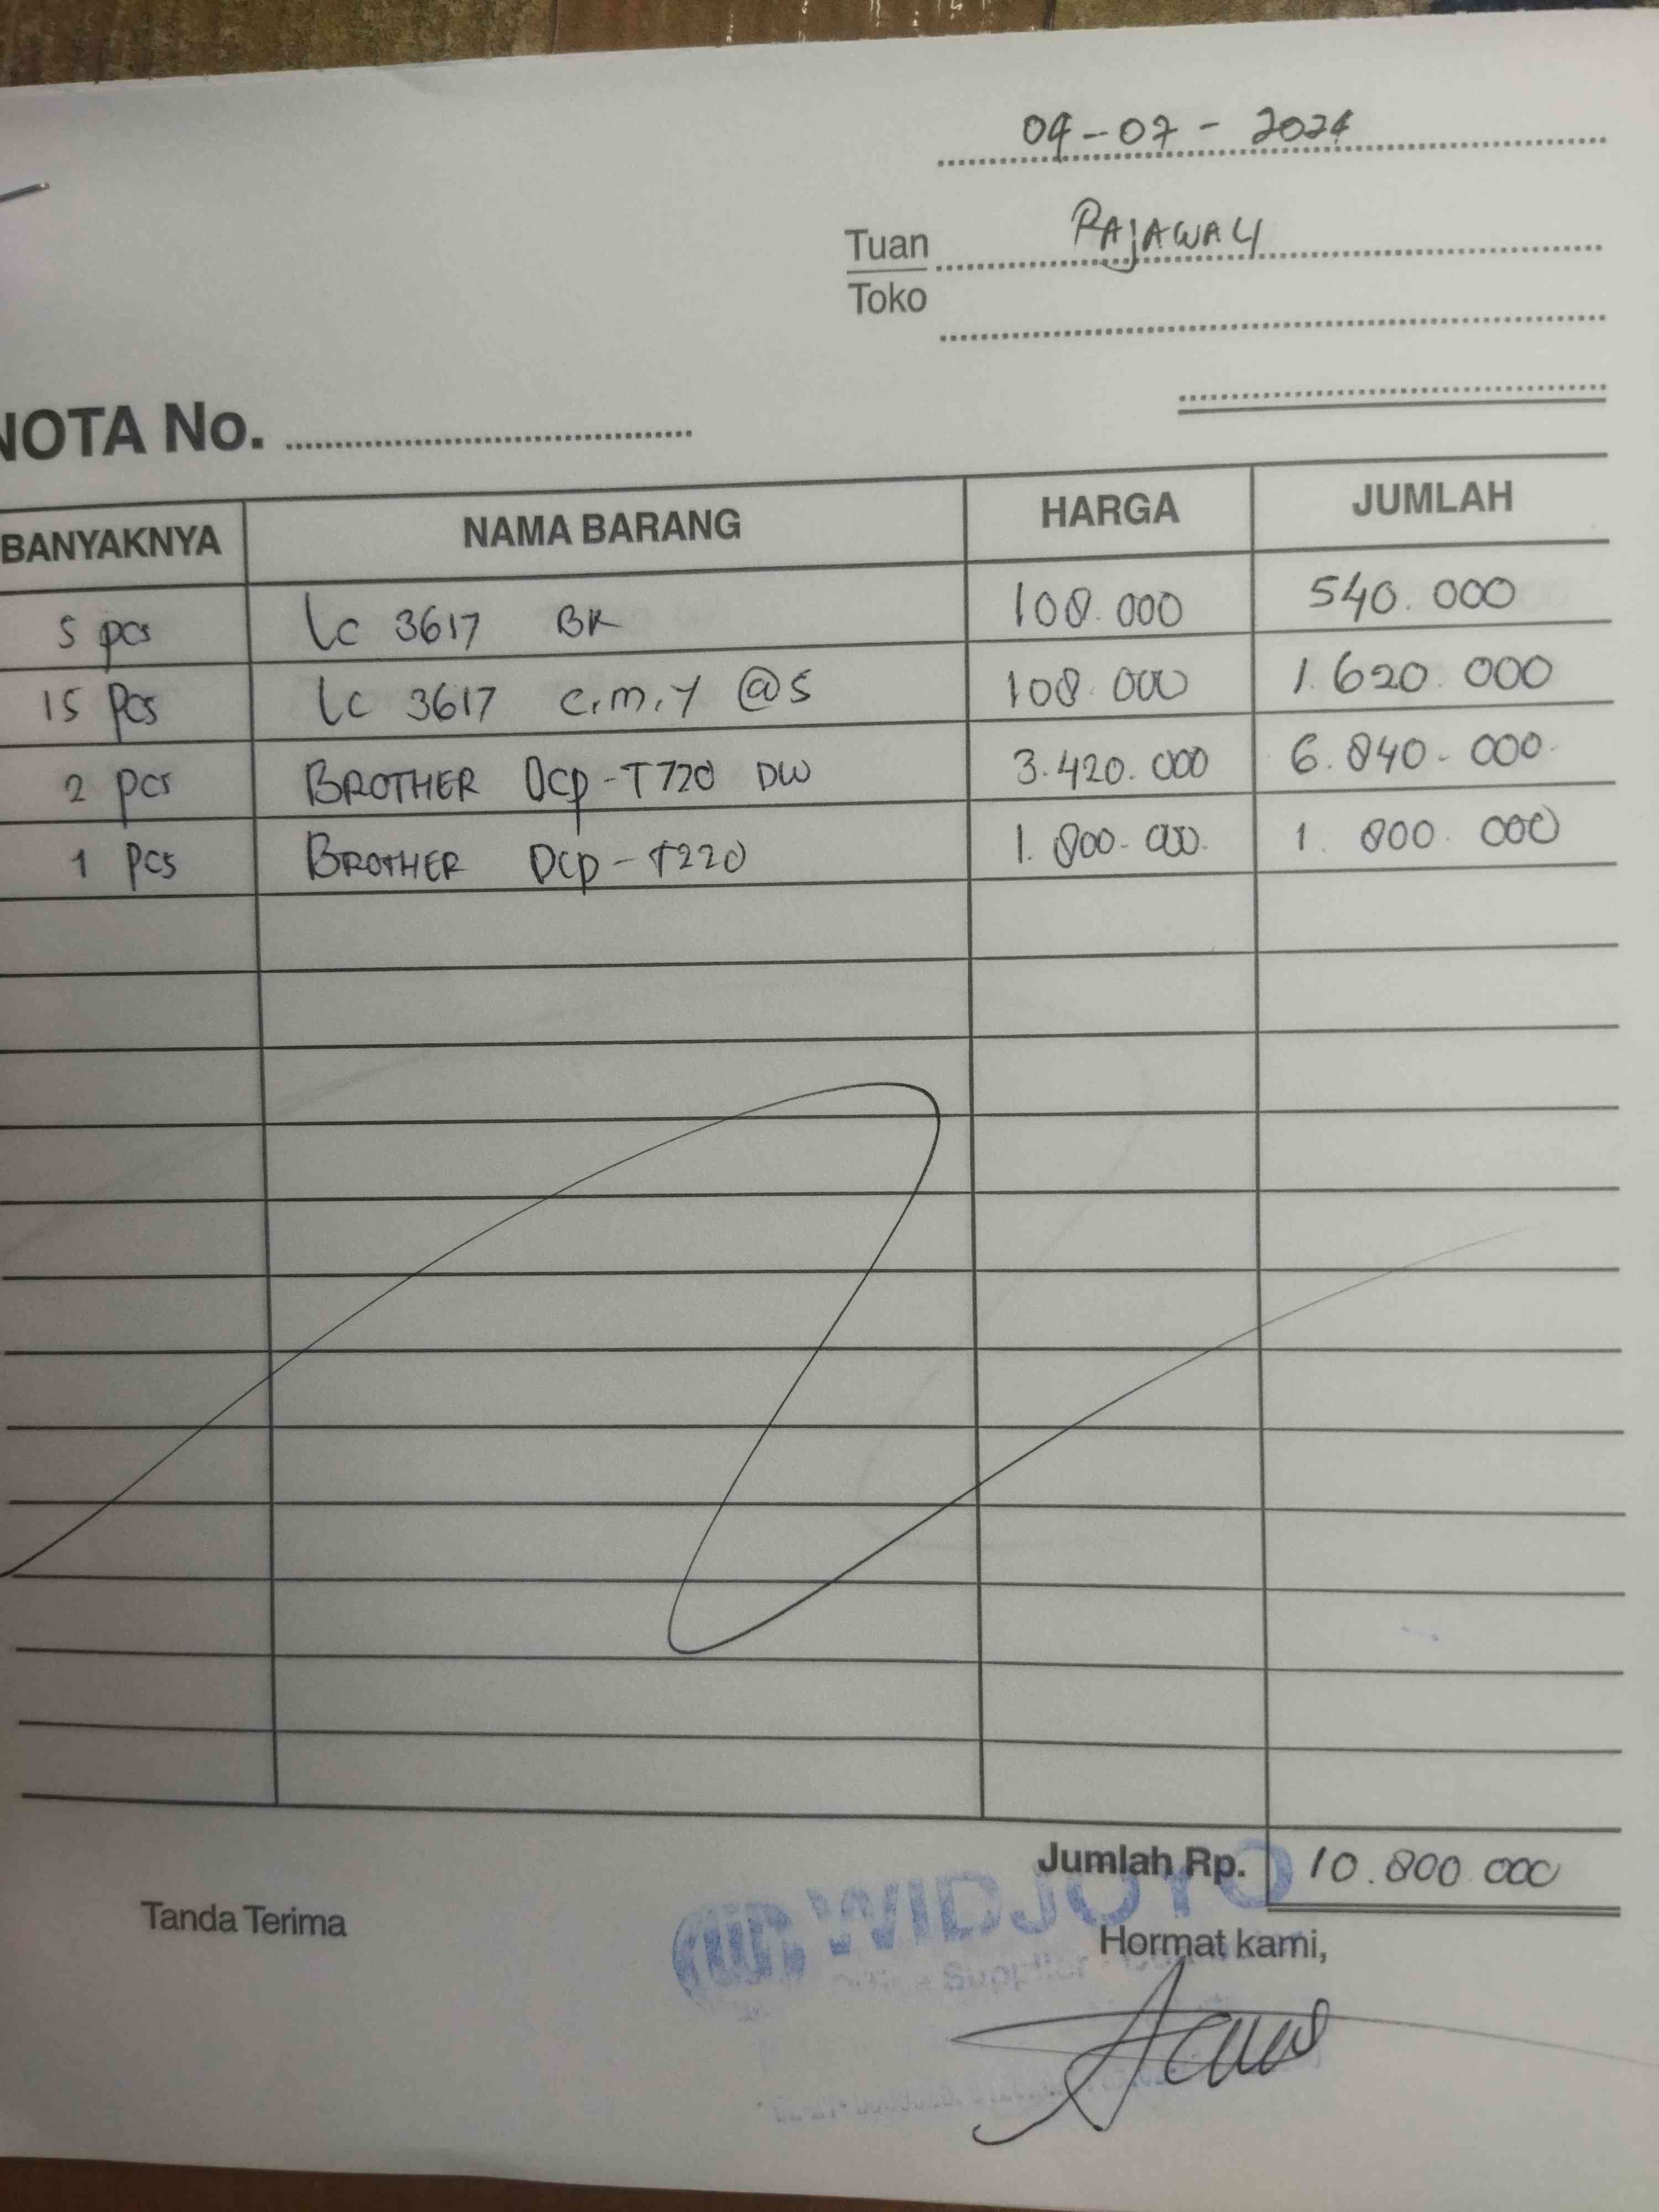 09-07-2024
Tuan RAJAWALI
Toko
NOTA No.
BANYAKNYA NAMA BARANG HARGA JUMLAH
5 pcs LC 3617 BK 108.000 540.000
15 Pcs LC 3617 c.m.y @5 108.000 1.620.000
2 pcs BROTHER Dcp-T720 DW 3.420.000 6.840.000
1 Pcs BROTHER Dcp-T220 1.800.000 1.800.000
Jumlah Rp. 10.800.000
WIDJOYO
Tanda Terima Hormat kami,
Supplier